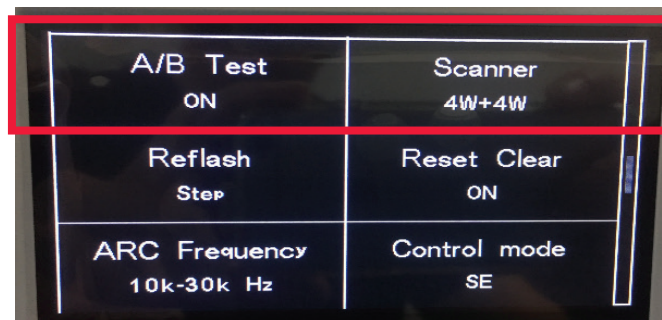 A/B Test
ON
Scanner
4W+4W
Reflash
Step
Reset Clear
ON
ARC Frequency
10k-30k Hz
Control mode
SE